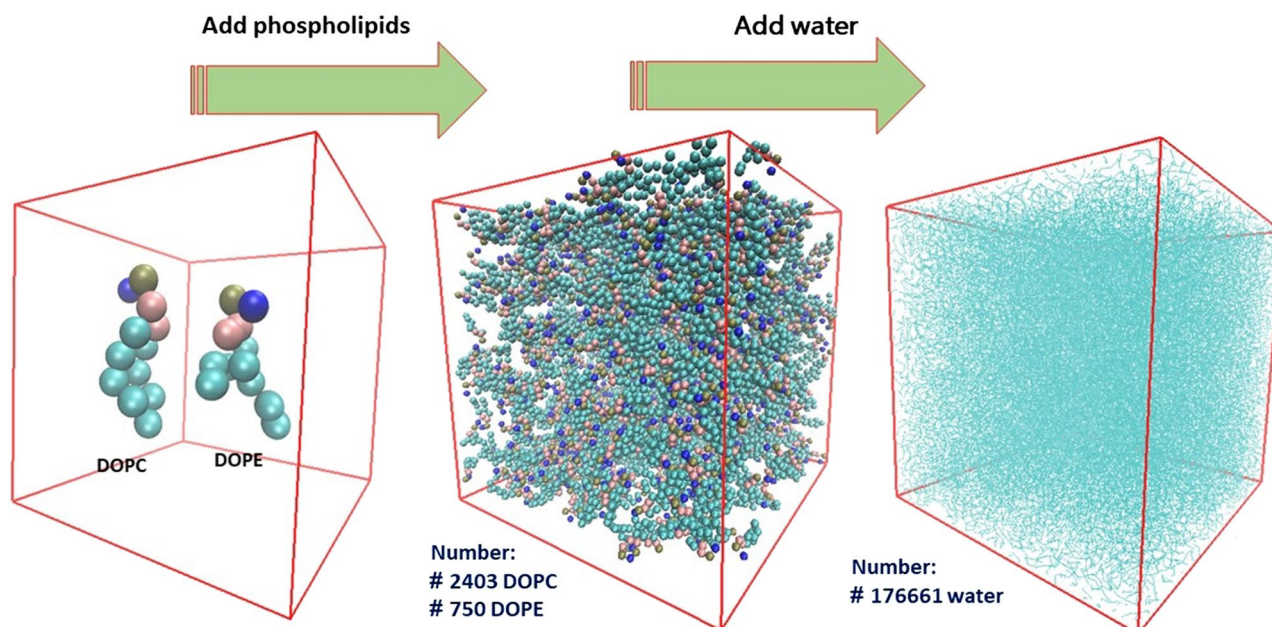 Add phospholipids
Add water
DOPC
DOPE
Number:
# 2403 DOPC
# 750 DOPE
Number:
# 176661 water